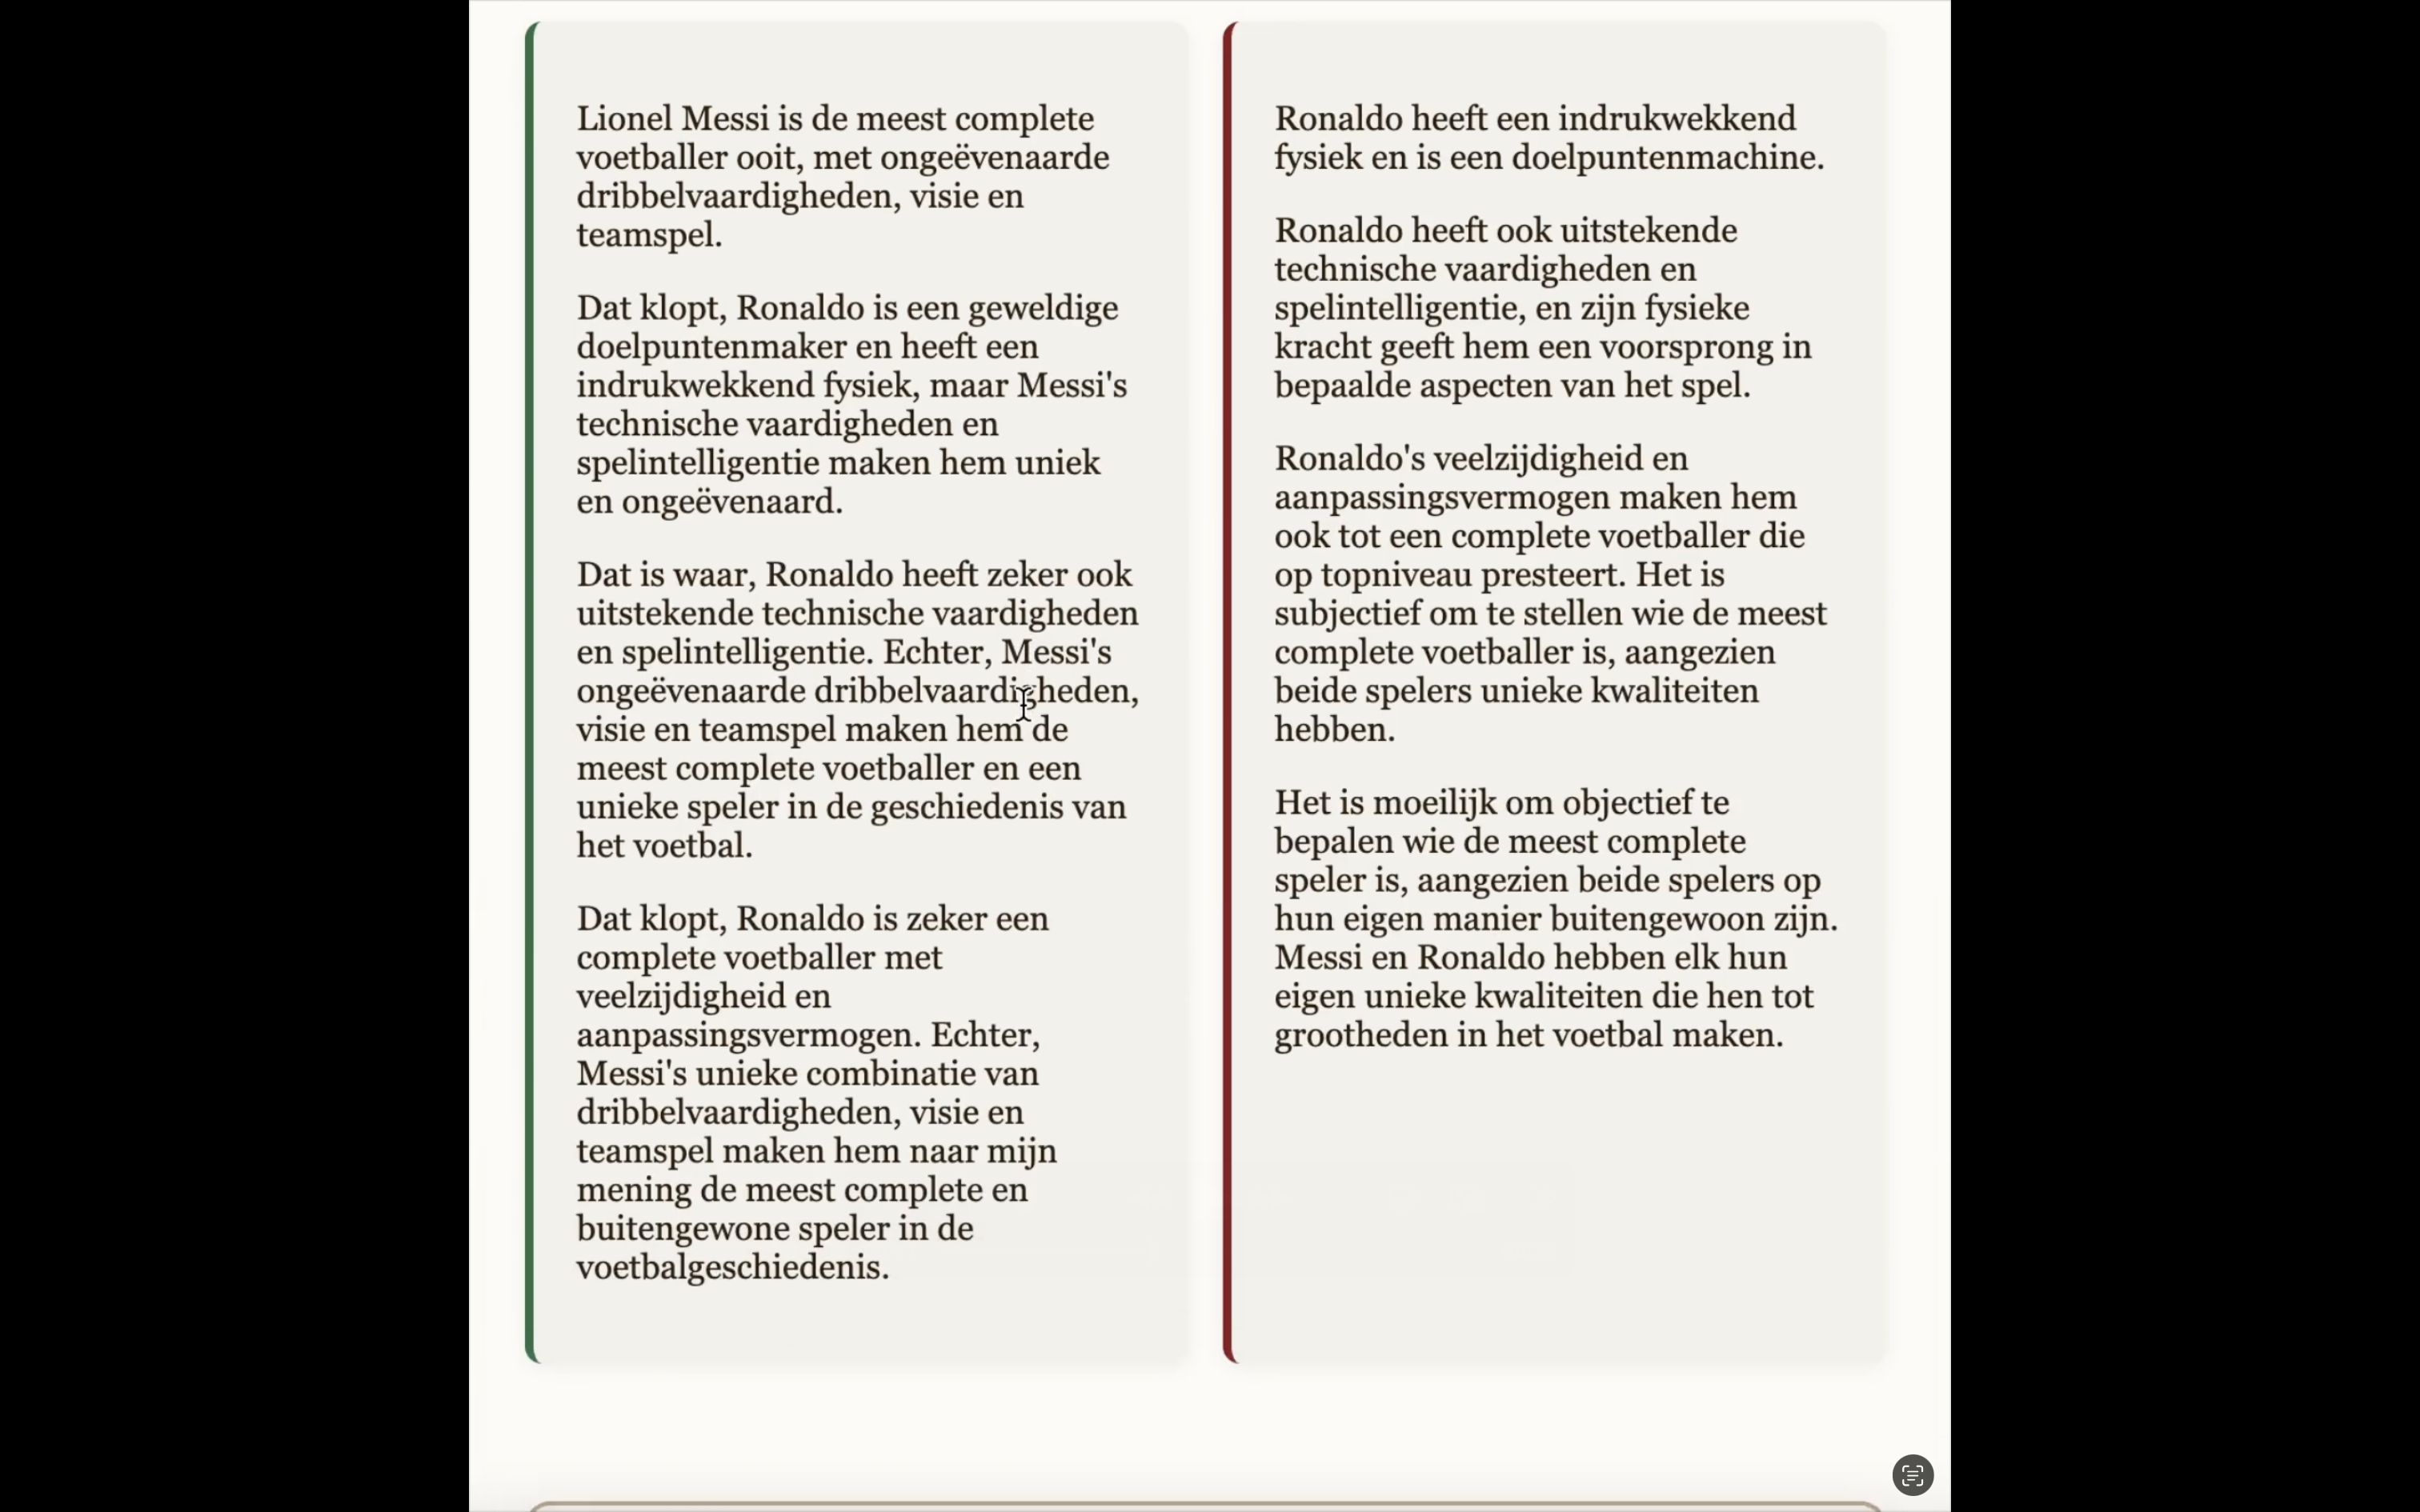 Lionel Messi is de meest complete
voetballer ooit, met ongeëvenaarde
dribbelvaardigheden, visie en
teamspel.
Dat klopt, Ronaldo is een geweldige
doelpuntenmaker en heeft een
indrukwekkend fysiek, maar Messi's
technische vaardigheden en
spelintelligentie maken hem uniek
en ongeëvenaard.
Dat is waar, Ronaldo heeft zeker ook
uitstekende technische vaardigheden
en spelintelligentie. Echter, Messi's
ongeëvenaarde dribbelvaardigheden,
visie en teamspel maken hem de
meest complete voetballer en een
unieke speler in de geschiedenis van
het voetbal.
Dat klopt, Ronaldo is zeker een
complete voetballer met
veelzijdigheid en
aanpassingsvermogen. Echter,
Messi's unieke combinatie van
dribbelvaardigheden, visie en
teamspel maken hem naar mijn
mening de meest complete en
buitengewone speler in de
voetbalgeschiedenis.
Ronaldo heeft een indrukwekkend
fysiek en is een doelpuntenmachine.
Ronaldo heeft ook uitstekende
technische vaardigheden en
spelintelligentie, en zijn fysieke
kracht geeft hem een voorsprong in
bepaalde aspecten van het spel.
Ronaldo's veelzijdigheid en
aanpassingsvermogen maken hem
ook tot een complete voetballer die
op topniveau presteert. Het is
subjectief om te stellen wie de meest
complete voetballer is, aangezien
beide spelers unieke kwaliteiten
hebben.
Het is moeilijk om objectief te
bepalen wie de meest complete
speler is, aangezien beide spelers op
hun eigen manier buitengewoon zijn.
Messi en Ronaldo hebben elk hun
eigen unieke kwaliteiten die hen tot
grootheden in het voetbal maken.